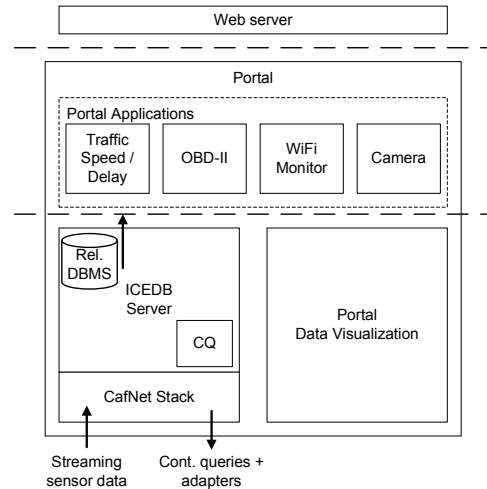 Web server
Portal
Portal Applications
Traffic
Speed /
Delay
OBD-II
WiFi
Monitor
Camera
Rel.
DBMS
ICEDB
Server
CQ
CafNet Stack
Portal
Data Visualization
Streaming
sensor data
Cont. queries +
adapters